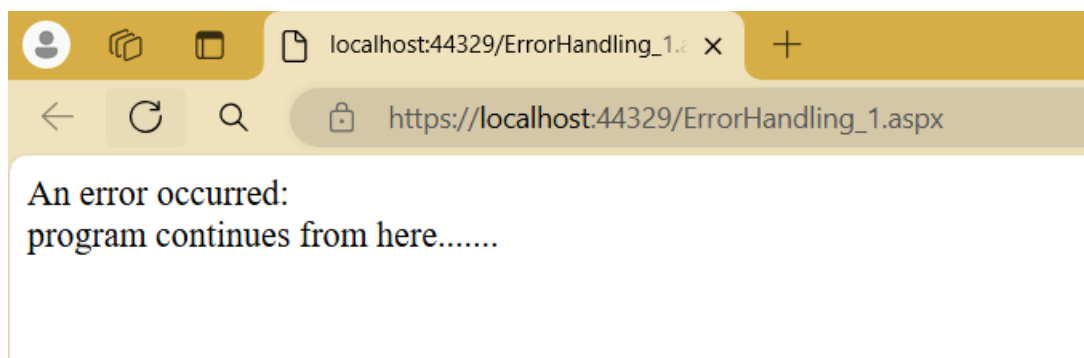 localhost:44329/ErrorHandling_1.a
https://localhost:44329/ErrorHandling_1.aspx
An error occurred:
program continues from here.......